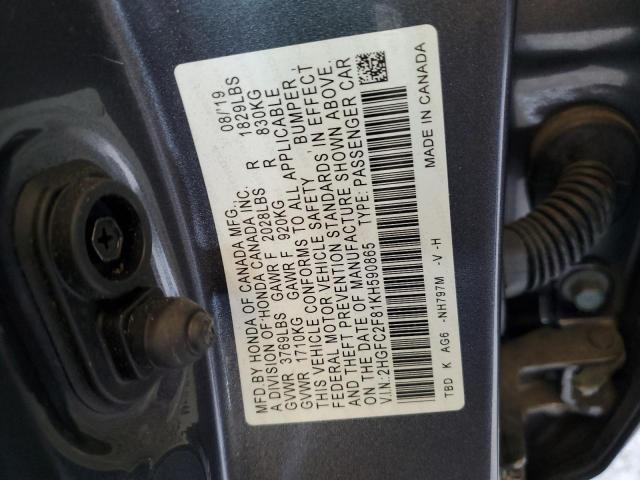 MFD.BY HONDA OF CANADA MFG., 08/'19
A DIVISION OF HONDA CANADA INC.
GVWR 3769LBS GAWR F 2028LBS R 1829LBS
GVWR 1710KG GAWR F 920KG R 830KG
THIS VEHICLE CONFORMS TO ALL APPLICABLE
FEDERAL MOTOR VEHICLE SAFETY, BUMPER,
AND THEFT PREVENTION STANDARDS IN EFFECT
ON THE DATE OF MANUFACTURE SHOWN ABOVE.
V.I.N.:2HGFC2F81KH590865 TYPE: PASSENGER CAR
TBD K AG6 -NH797M -V -H MADE IN CANADA